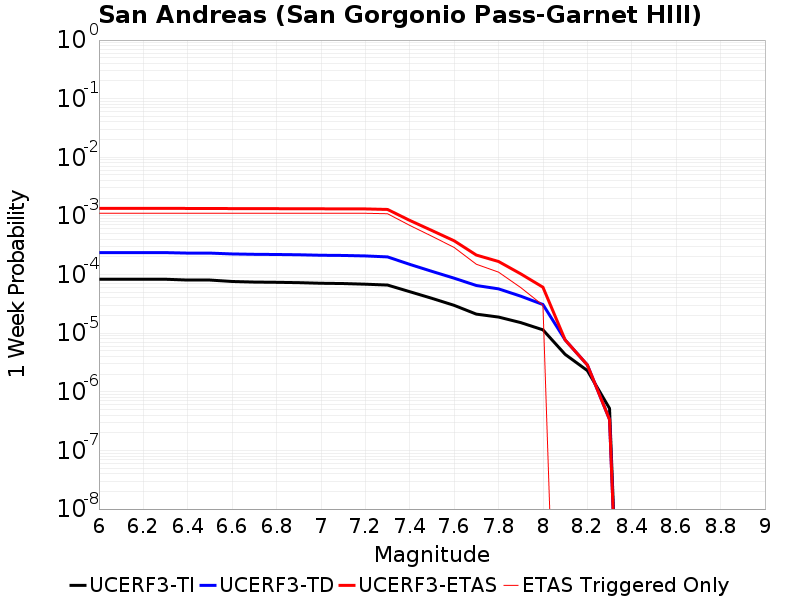 San Andreas (San Gorgonio Pass-Garnet HIll)
1 Week Probability
10^0
10^-1
10^-2
10^-3
10^-4
10^-5
10^-6
10^-7
10^-8
6 6.2 6.4 6.6 6.8 7 7.2 7.4 7.6 7.8 8 8.2 8.4 8.6 8.8 9
Magnitude
UCERF3-TI UCERF3-TD UCERF3-ETAS ETAS Triggered Only